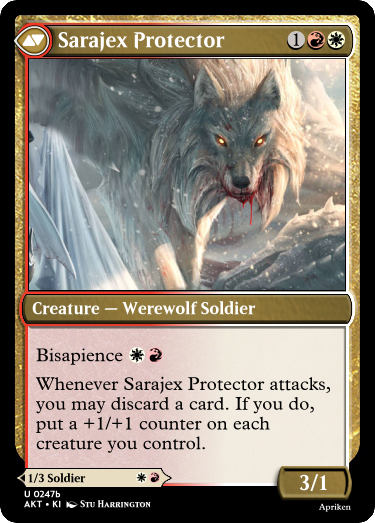 Sarajex Protector 1
Creature — Werewolf Soldier
Bisapience
Whenever Sarajex Protector attacks,
you may discard a card. If you do,
put a +1/+1 counter on each
creature you control.
1/3 Soldier
3/1
U 0247b
AKT • KI Stu Harrington
Apriken